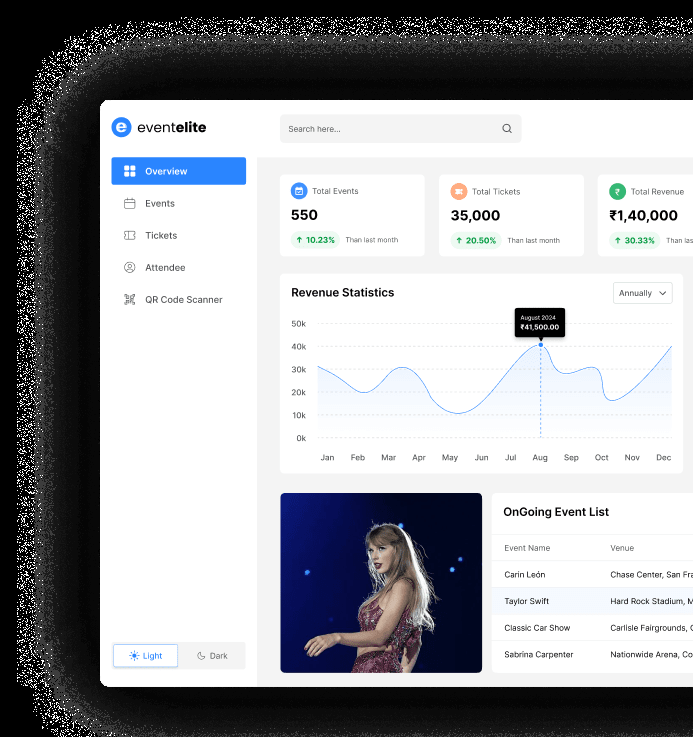 eventelite
Search here...
Overview
Events
Tickets
Attendee
QR Code Scanner
Light
Dark
Total Events
550
↑ 10.23% Than last month
Total Tickets
35,000
↑ 20.50% Than last month
Total Revenue
₹1,40,000
↑ 30.33% Than las
Revenue Statistics
Annually
August 2024
₹41,500.00
50k
40k
30k
20k
10k
0k
Jan Feb Mar Apr May Jun Jul Aug Sep Oct Nov Dec
OnGoing Event List
Event Name Venue
Carin León Chase Center, San Fra
Taylor Swift Hard Rock Stadium, M
Classic Car Show Carlisle Fairgrounds, C
Sabrina Carpenter Nationwide Arena, Co